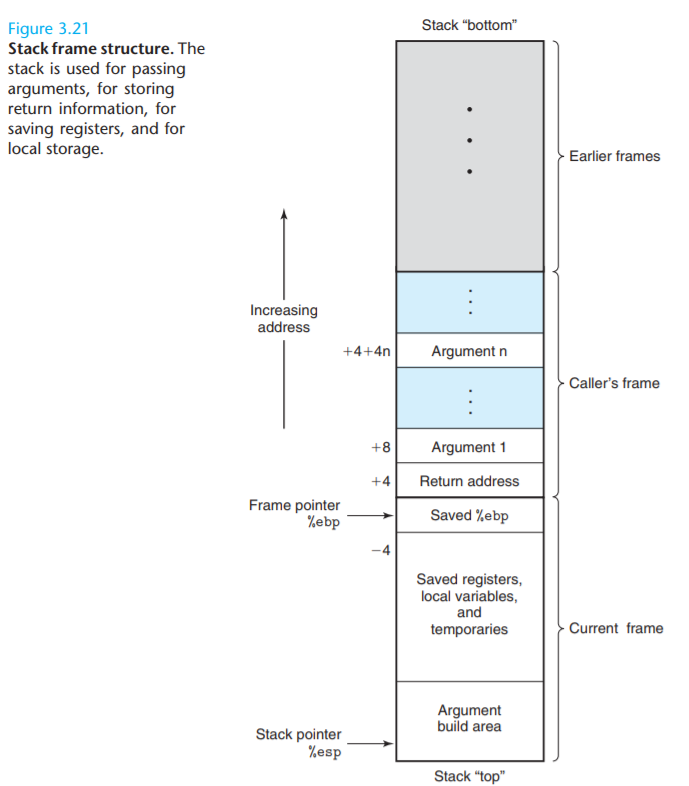 Figure 3.21
Stack frame structure. The
stack is used for passing
arguments, for storing
return information, for
saving registers, and for
local storage.
Stack “bottom”
Earlier frames
Increasing
address
+4+4n
Argument n
Caller’s frame
+8
Argument 1
+4
Return address
Frame pointer
%ebp
Saved %ebp
−4
Saved registers,
local variables,
and
temporaries
Current frame
Argument
build area
Stack pointer
%esp
Stack “top”